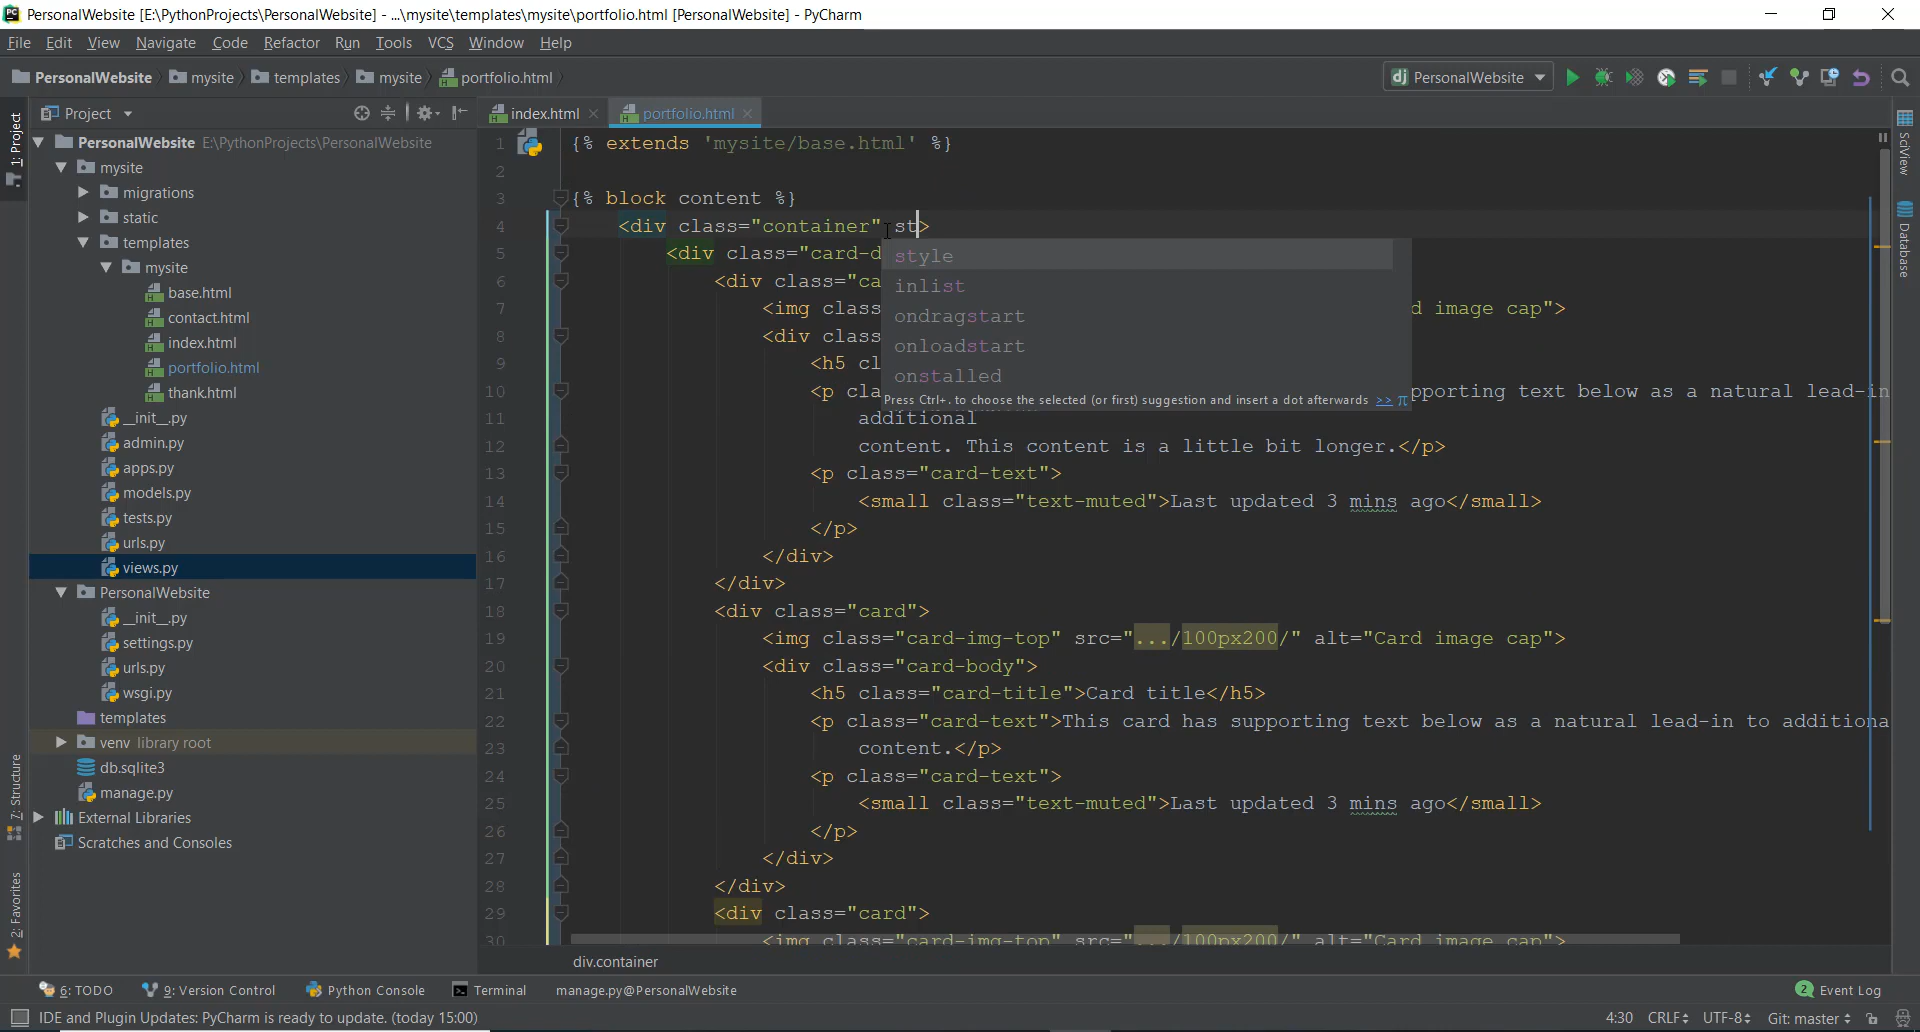 PersonalWebsite [E:\PythonProjects\PersonalWebsite] - ...\mysite\templates\mysite\portfolio.html [PersonalWebsite] - PyCharm
File Edit View Navigate Code Refactor Run Tools VCS Window Help
PersonalWebsite mysite templates mysite portfolio.html
PersonalWebsite
Project
index.html
portfolio.html
1: Project
7: Structure
2: Favorites
SciView
Database
PersonalWebsite E:\PythonProjects\PersonalWebsite
mysite
migrations
static
templates
mysite
base.html
contact.html
index.html
portfolio.html
thank.html
__init__.py
admin.py
apps.py
models.py
tests.py
urls.py
views.py
PersonalWebsite
__init__.py
settings.py
urls.py
wsgi.py
templates
venv library root
db.sqlite3
manage.py
External Libraries
Scratches and Consoles
1 {% extends 'mysite/base.html' %}
2
3 {% block content %}
4 <div class="container" st>
5 <div class="card-d
6 <div class="ca
7 <img class d image cap">
8 <div class
9 <h5 cl
10 <p cla pporting text below as a natural lead-in
11 additional
12 content. This content is a little bit longer.</p>
13 <p class="card-text">
14 <small class="text-muted">Last updated 3 mins ago</small>
15 </p>
16 </div>
17 </div>
18 <div class="card">
19 <img class="card-img-top" src=".../100px200/" alt="Card image cap">
20 <div class="card-body">
21 <h5 class="card-title">Card title</h5>
22 <p class="card-text">This card has supporting text below as a natural lead-in to additiona
23 content.</p>
24 <p class="card-text">
25 <small class="text-muted">Last updated 3 mins ago</small>
26 </p>
27 </div>
28 </div>
29 <div class="card">
30 <img class="card-img-top" src=".../100px200/" alt="Card image cap">
style
inlist
ondragstart
onloadstart
onstalled
Press Ctrl+. to choose the selected (or first) suggestion and insert a dot afterwards >> π
div.container
6: TODO 9: Version Control Python Console Terminal manage.py@PersonalWebsite
2 Event Log
IDE and Plugin Updates: PyCharm is ready to update. (today 15:00)
4:30 CRLF UTF-8 Git: master